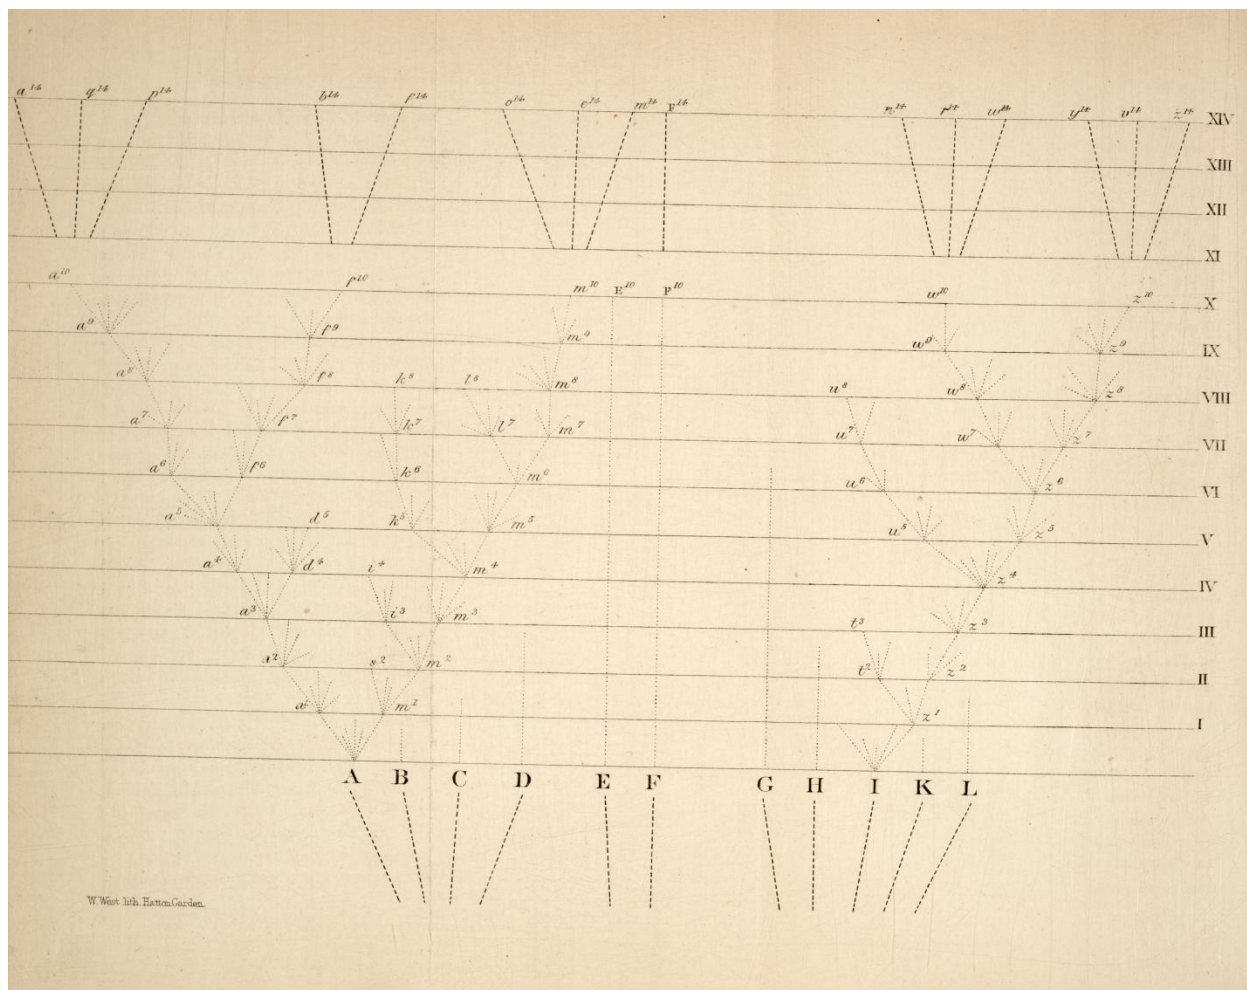 a¹⁴ q¹⁴ p¹⁴ b¹⁴ f¹⁴ o¹⁴ e¹⁴ m¹⁴ F¹⁴ n¹⁴ r¹⁴ w¹⁴ y¹⁴ v¹⁴ z¹⁴ XIV
XIII
XII
XI
a¹⁰ f¹⁰ m¹⁰ E¹⁰ F¹⁰ w¹⁰ z¹⁰ X
a⁹ f⁹ m⁹ w⁹ z⁹ IX
a⁸ f⁸ k⁸ l⁸ m⁸ u⁸ w⁸ z⁸ VIII
a⁷ f⁷ k⁷ l⁷ m⁷ u⁷ w⁷ z⁷ VII
a⁶ f⁶ k⁶ m⁶ u⁶ z⁶ VI
a⁵ d⁵ k⁵ m⁵ u⁵ z⁵ V
a⁴ d⁴ i⁴ m⁴ z⁴ IV
a³ i³ m³ t³ z³ III
a² s² m² t² z² II
a¹ m¹ z¹ I
A B C D E F G H I K L
W. West lith. Hatton Garden.